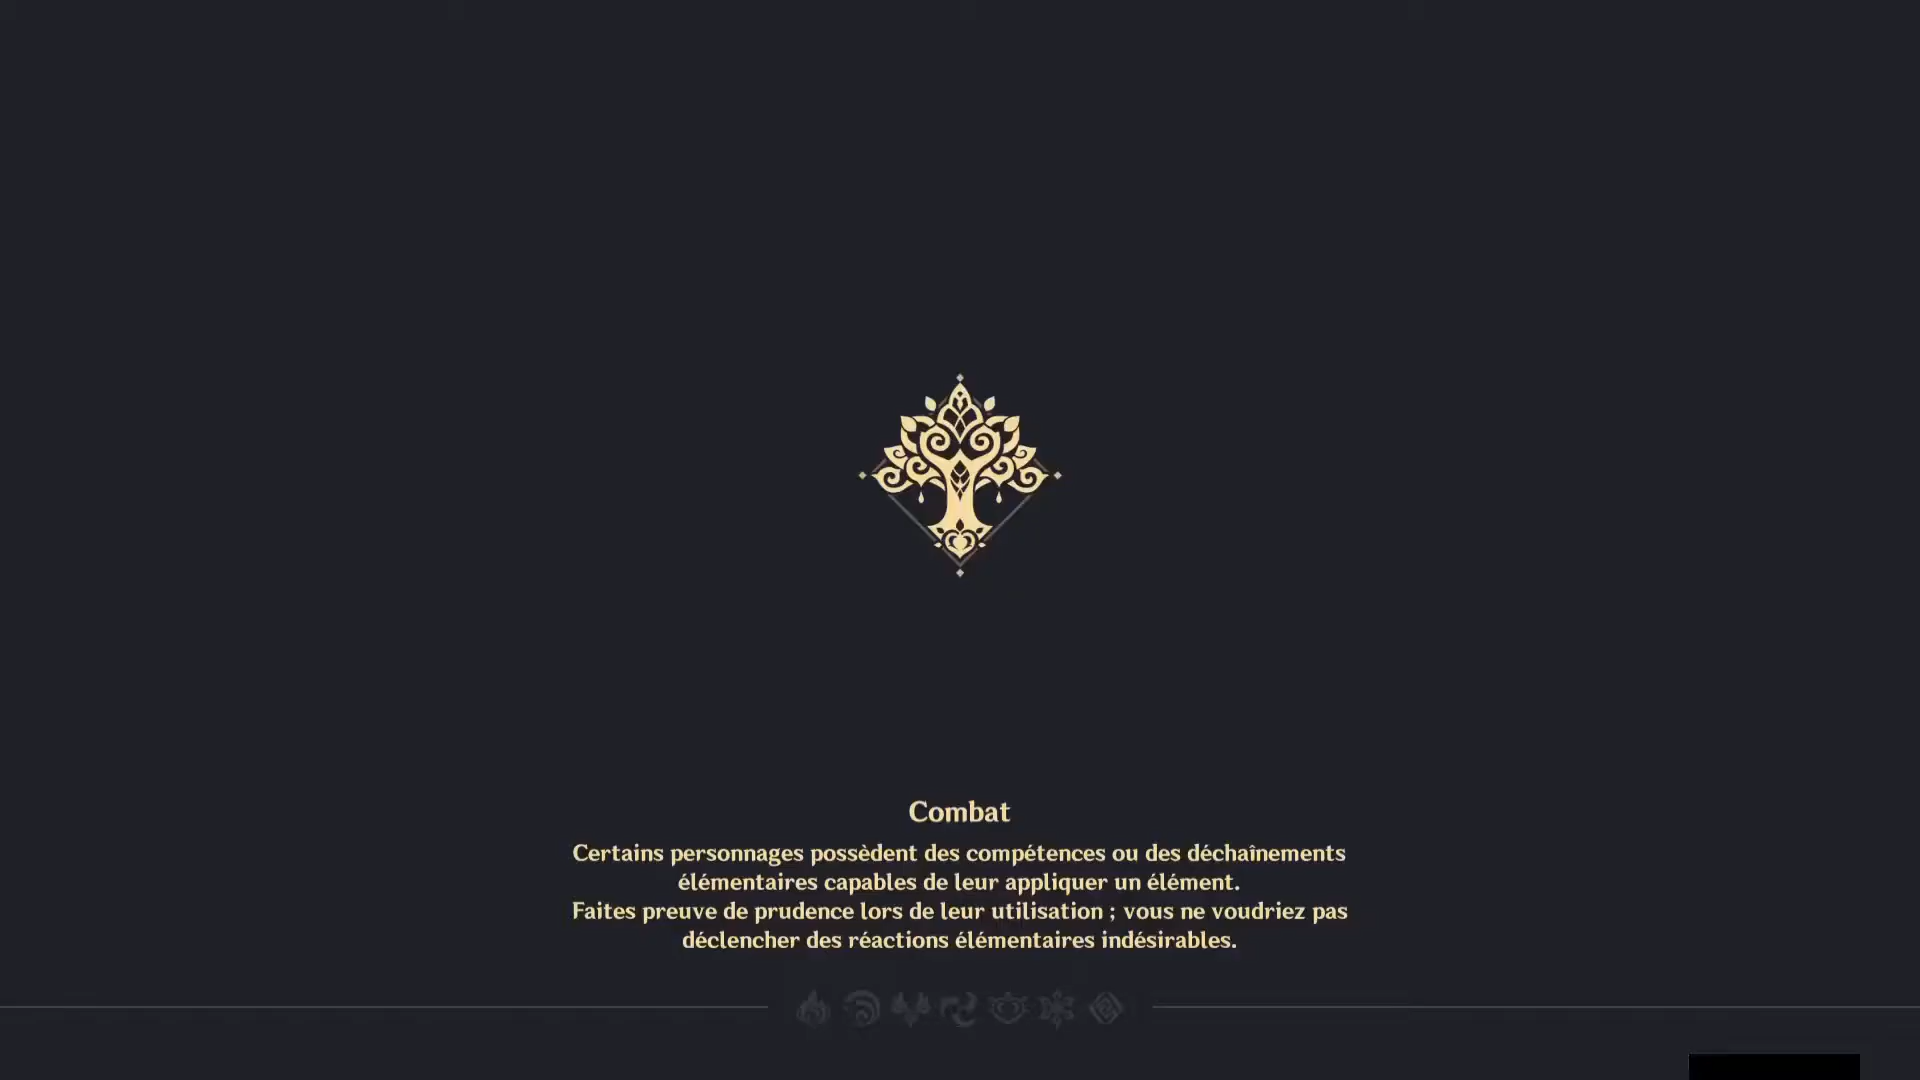 Combat
Certains personnages possèdent des compétences ou des déchaînements
élémentaires capables de leur appliquer un élément.
Faites preuve de prudence lors de leur utilisation ; vous ne voudriez pas
déclencher des réactions élémentaires indésirables.